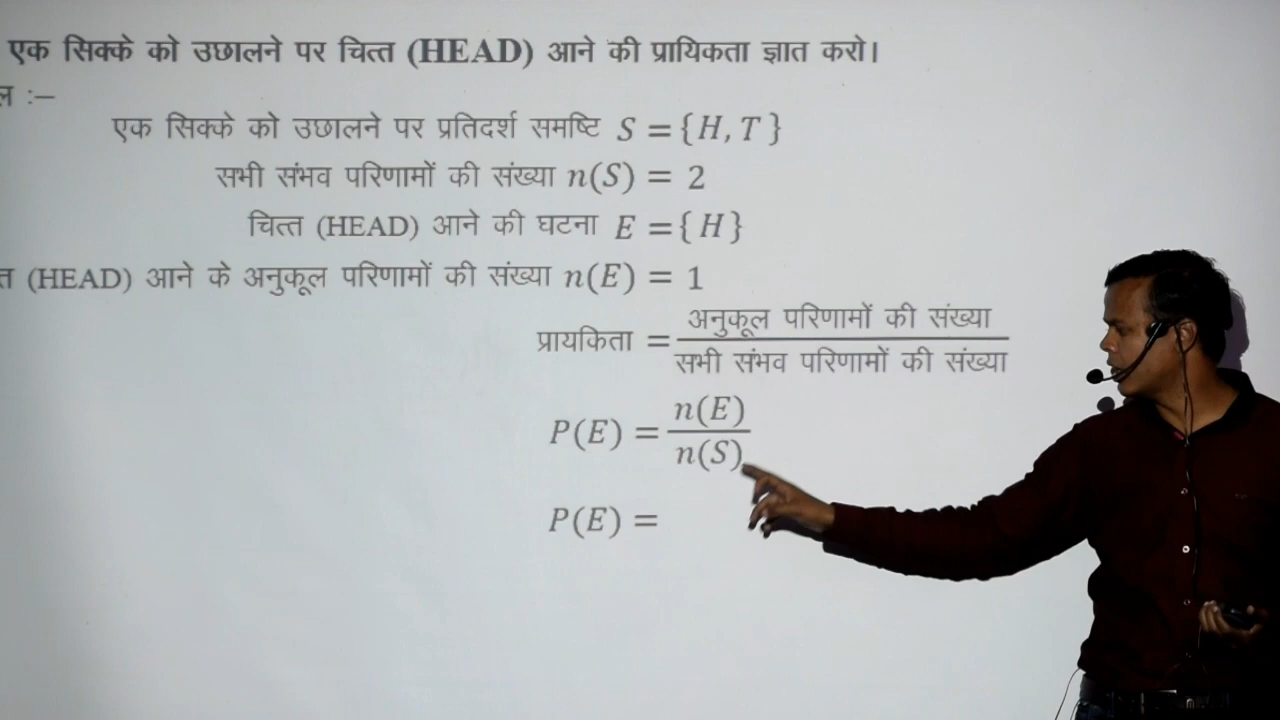 एक सिक्के को उछालने पर चित्त (HEAD) आने की प्रायिकता ज्ञात करो।
ल :–
एक सिक्के को उछालने पर प्रतिदर्श समष्टि S = {H, T }
सभी संभव परिणामों की संख्या n(S) = 2
चित्त (HEAD) आने की घटना E = { H }
त (HEAD) आने के अनुकूल परिणामों की संख्या n(E) = 1
प्रायकिता = अनुकूल परिणामों की संख्या
सभी संभव परिणामों की संख्या
P(E) = n(E)
n(S)
P(E) =